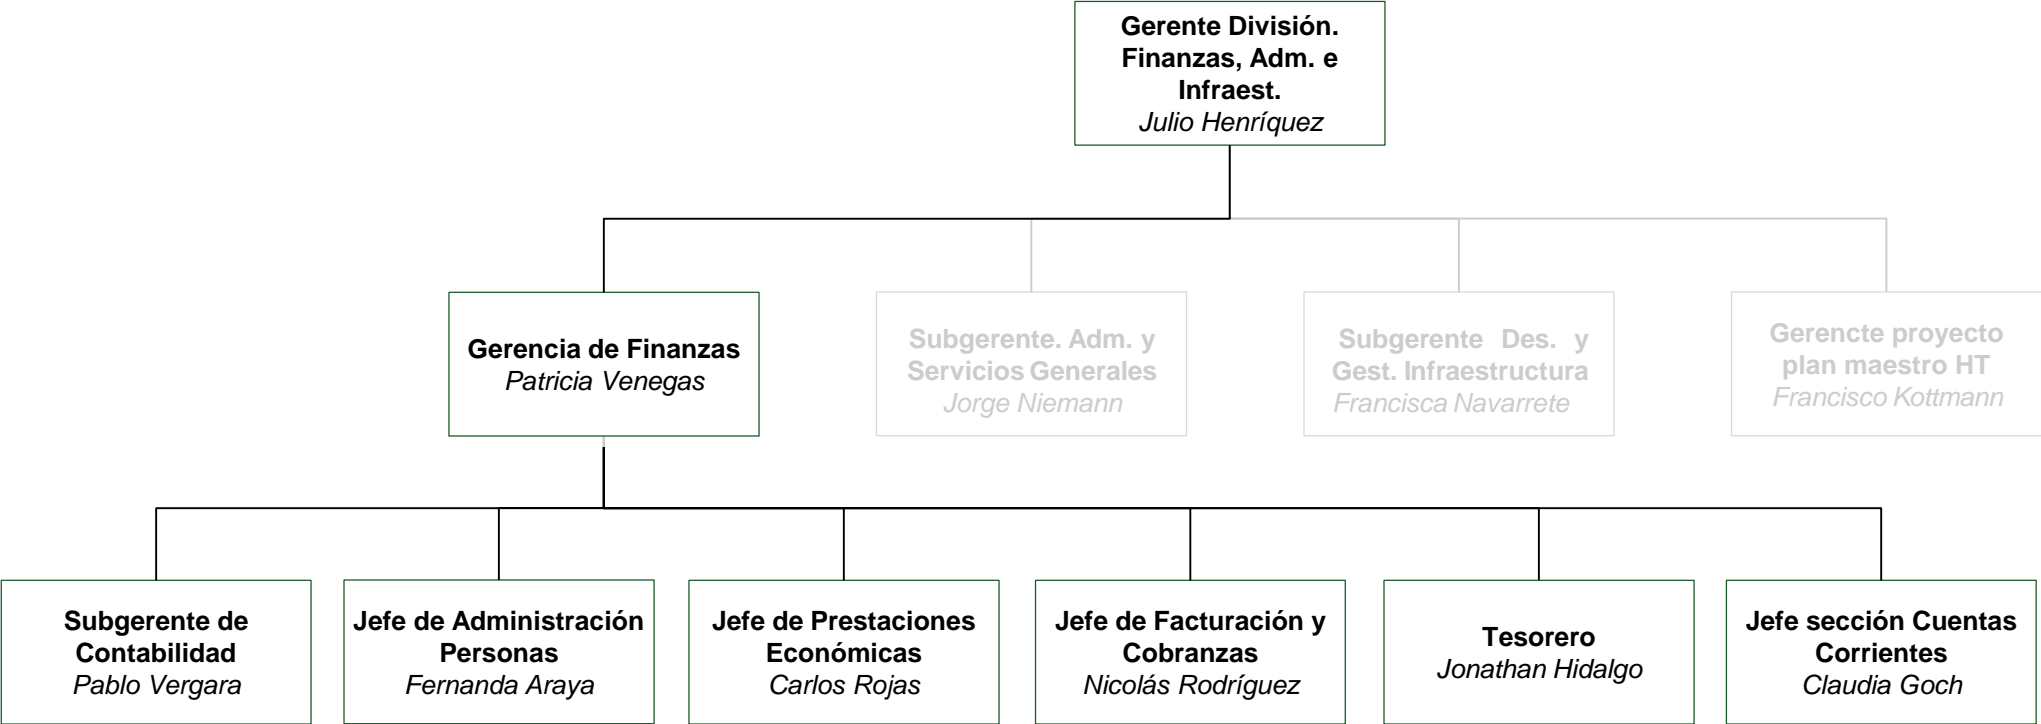 Gerente División.
Finanzas, Adm. e
Infraest.
Julio Henríquez
Gerencia de Finanzas
Patricia Venegas
Subgerente. Adm. y
Servicios Generales
Jorge Niemann
Subgerente Des. y
Gest. Infraestructura
Francisca Navarrete
Gerencte proyecto
plan maestro HT
Francisco Kottmann
Subgerente de
Contabilidad
Pablo Vergara
Jefe de Administración
Personas
Fernanda Araya
Jefe de Prestaciones
Económicas
Carlos Rojas
Jefe de Facturación y
Cobranzas
Nicolás Rodríguez
Tesorero
Jonathan Hidalgo
Jefe sección Cuentas
Corrientes
Claudia Goch